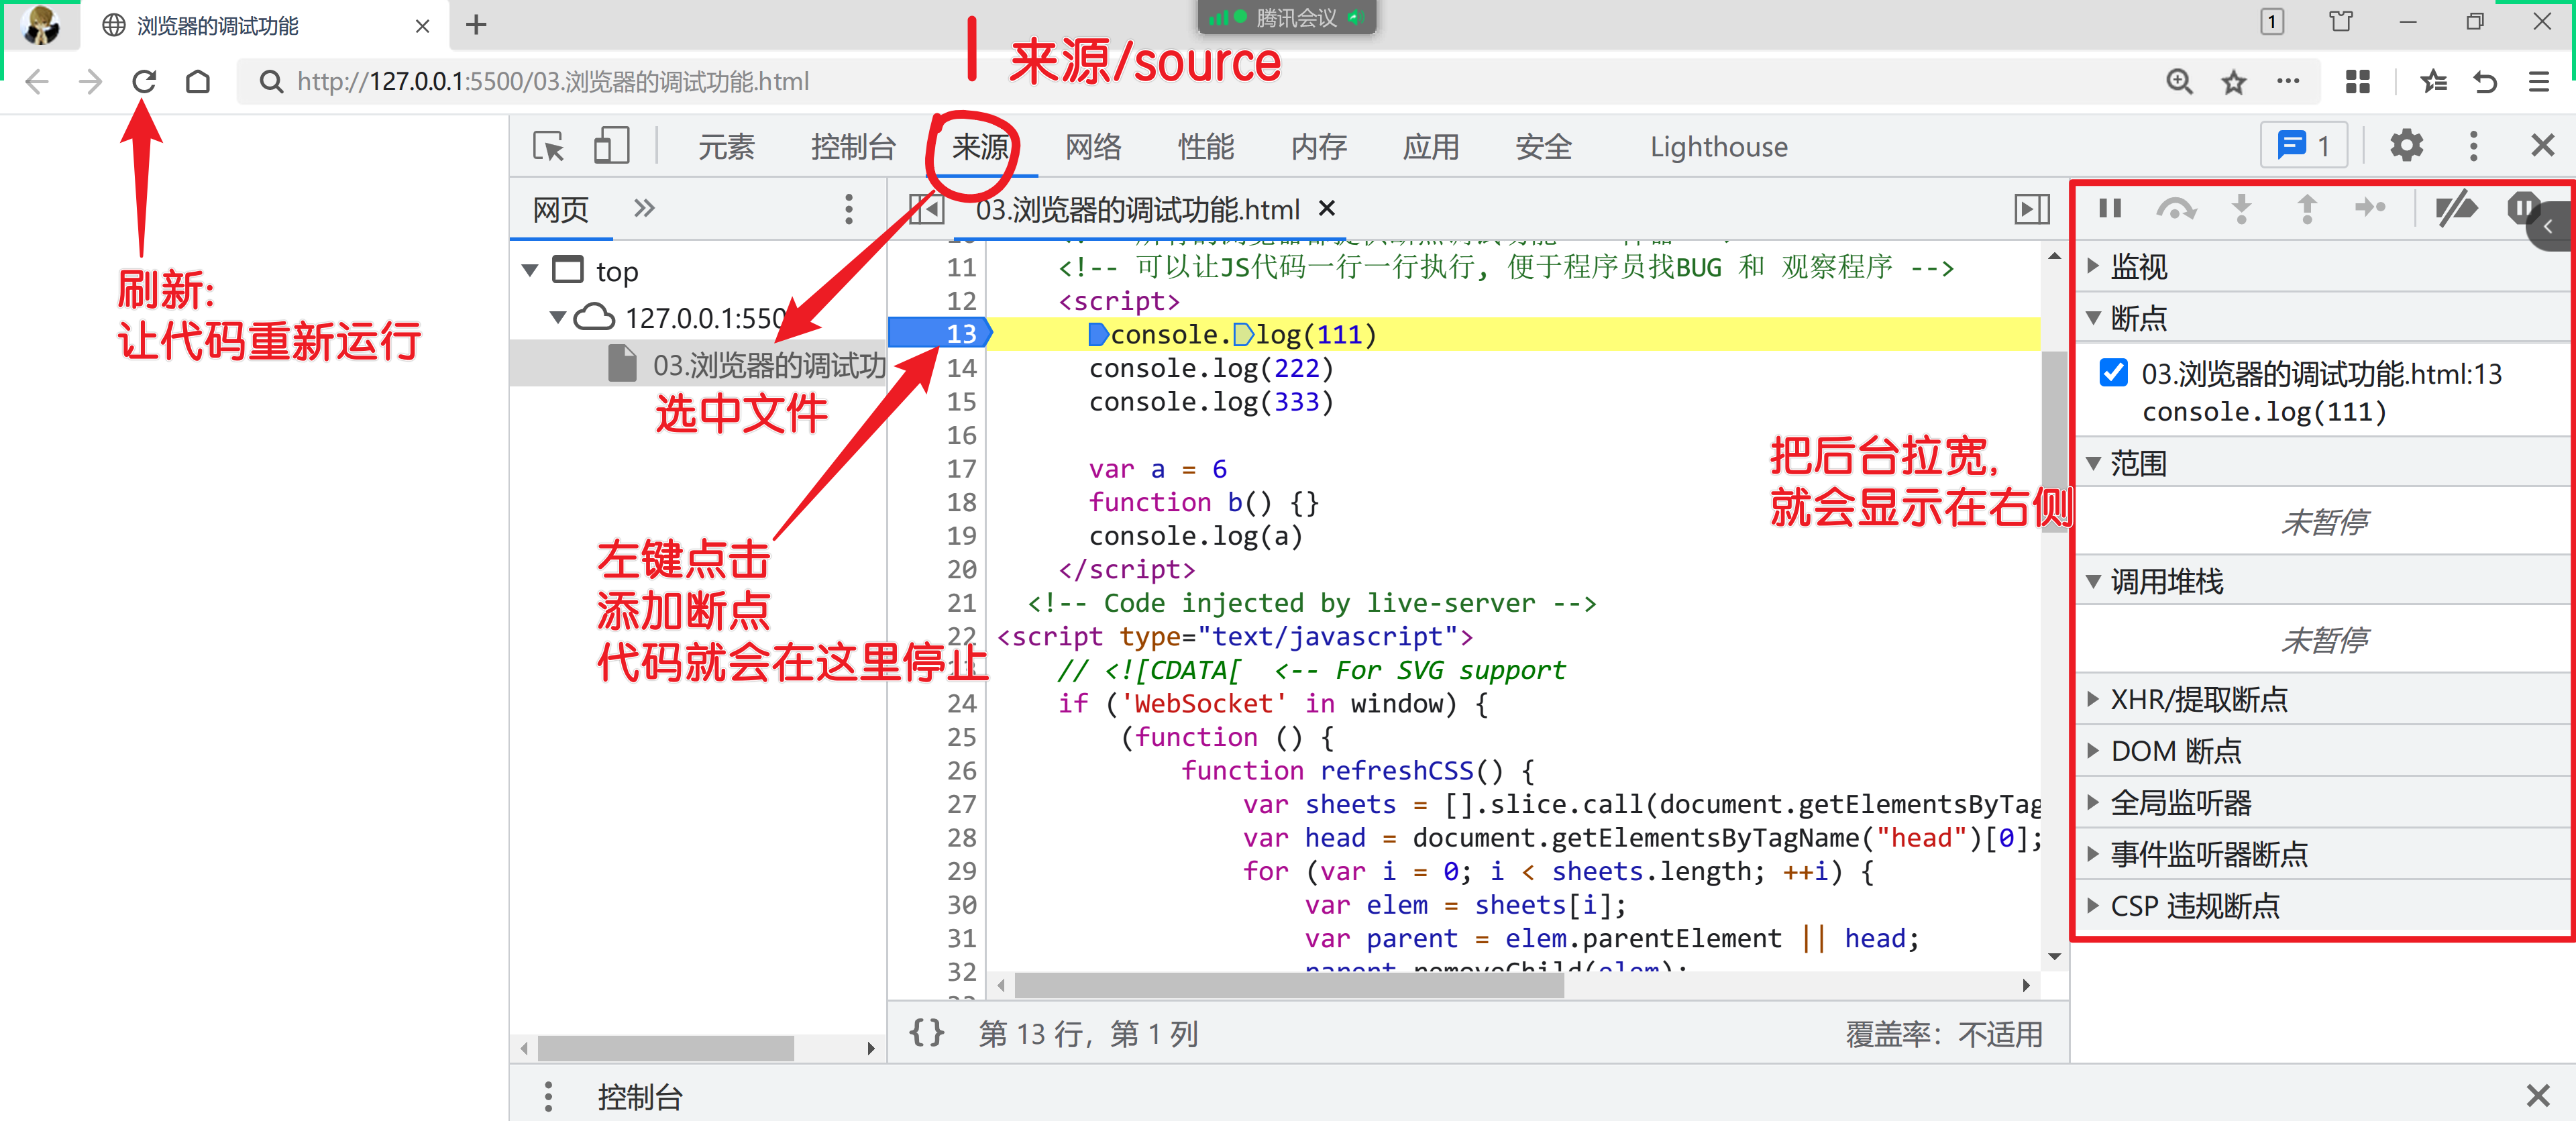 浏览器的调试功能
腾讯会议
1
来源/source
http://127.0.0.1:5500/03.浏览器的调试功能.html
元素 控制台 来源 网络 性能 内存 应用 安全 Lighthouse
1
网页
03.浏览器的调试功能.html
top
127.0.0.1:550
03.浏览器的调试功
选中文件
刷新:
让代码重新运行
左键点击
添加断点
代码就会在这里停止
11 <!-- 可以让JS代码一行一行执行, 便于程序员找BUG 和 观察程序 -->
12 <script>
13 console.log(111)
14 console.log(222)
15 console.log(333)
16
17 var a = 6
18 function b() {}
19 console.log(a)
20 </script>
21 <!-- Code injected by live-server -->
22 <script type="text/javascript">
// <![CDATA[ <-- For SVG support
24 if ('WebSocket' in window) {
25 (function () {
26 function refreshCSS() {
27 var sheets = [].slice.call(document.getElementsByTag
28 var head = document.getElementsByTagName("head")[0];
29 for (var i = 0; i < sheets.length; ++i) {
30 var elem = sheets[i];
31 var parent = elem.parentElement || head;
32 parent.removeChild(elem);
把后台拉宽,
就会显示在右侧
监视
断点
03.浏览器的调试功能.html:13
console.log(111)
范围
未暂停
调用堆栈
未暂停
XHR/提取断点
DOM 断点
全局监听器
事件监听器断点
CSP 违规断点
{} 第 13 行，第 1 列
覆盖率：不适用
控制台